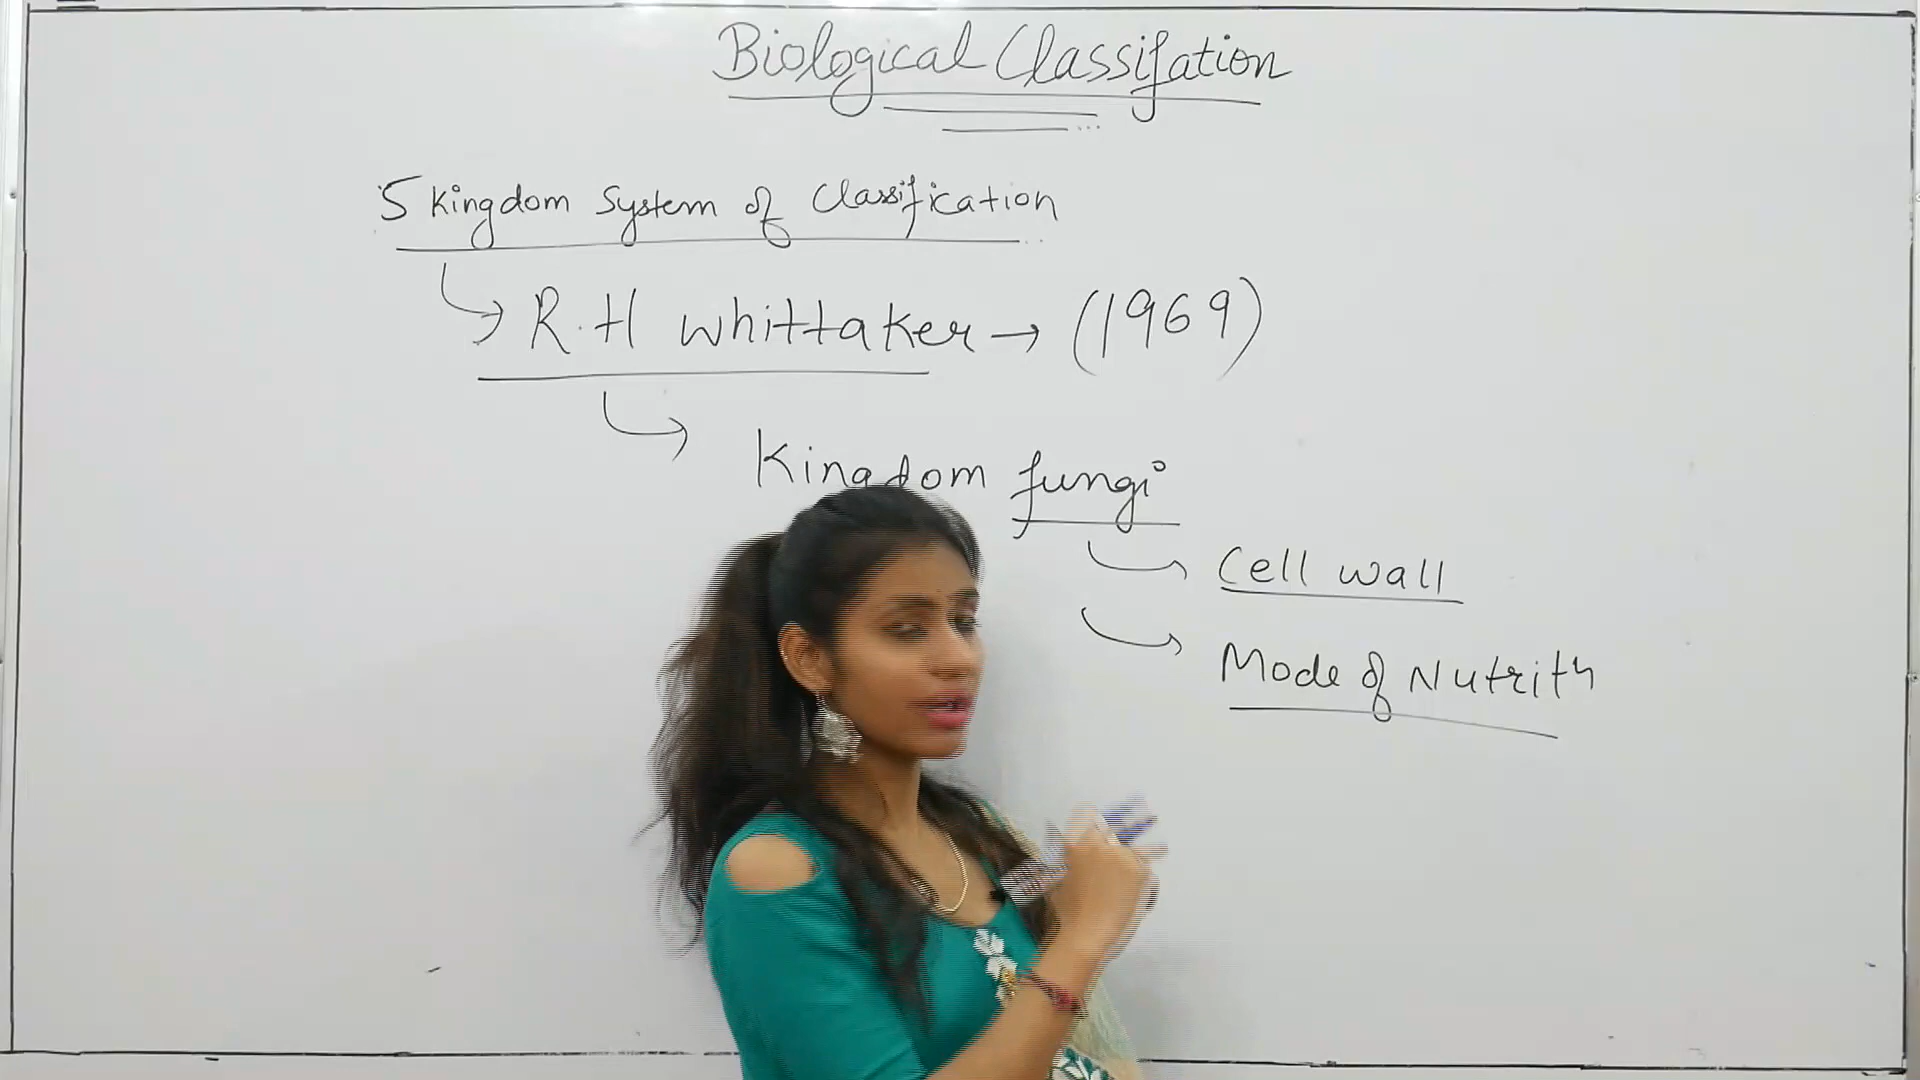 Biological Classifation
5 Kingdom System of Classification
R.H Whittaker → (1969)
Kingdom fungi
Cell wall
Mode of Nutritn